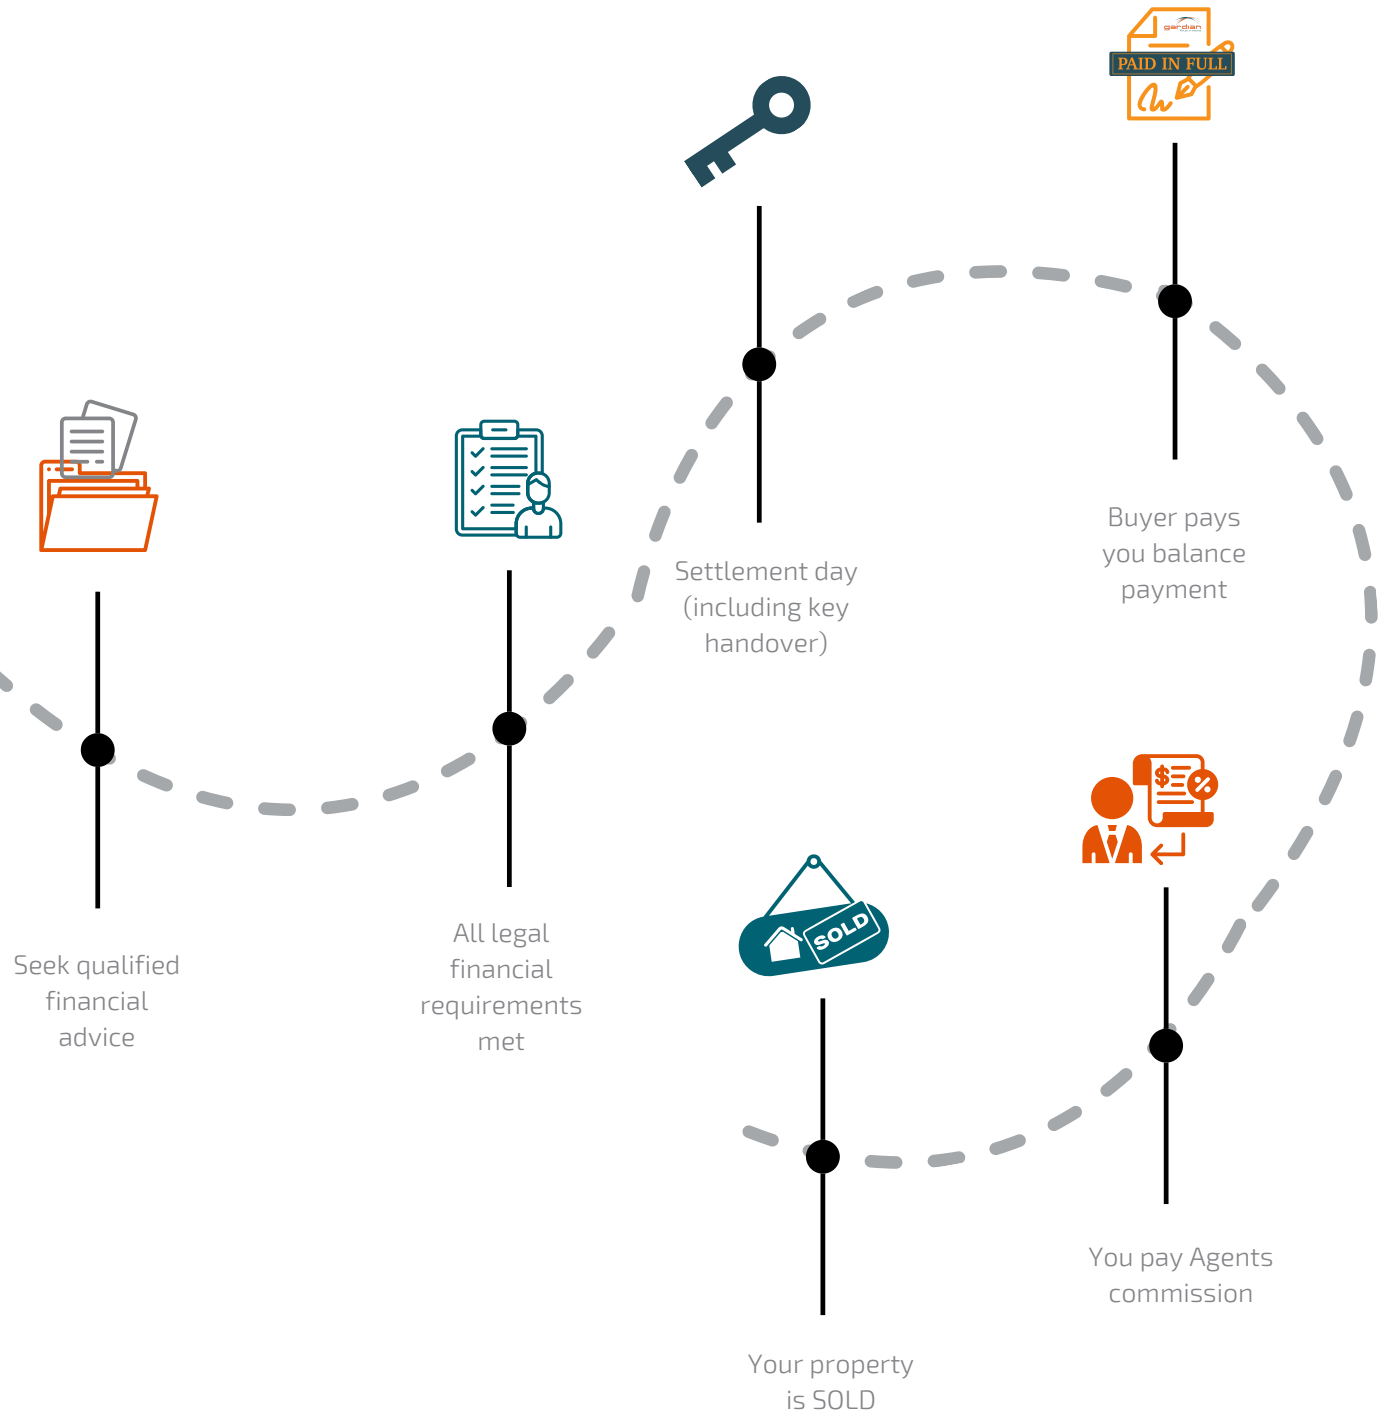 gardian
PAID IN FULL
Seek qualified
financial
advice
All legal
financial
requirements
met
Settlement day
(including key
handover)
Buyer pays
you balance
payment
$
%
You pay Agents
commission
SOLD
Your property
is SOLD